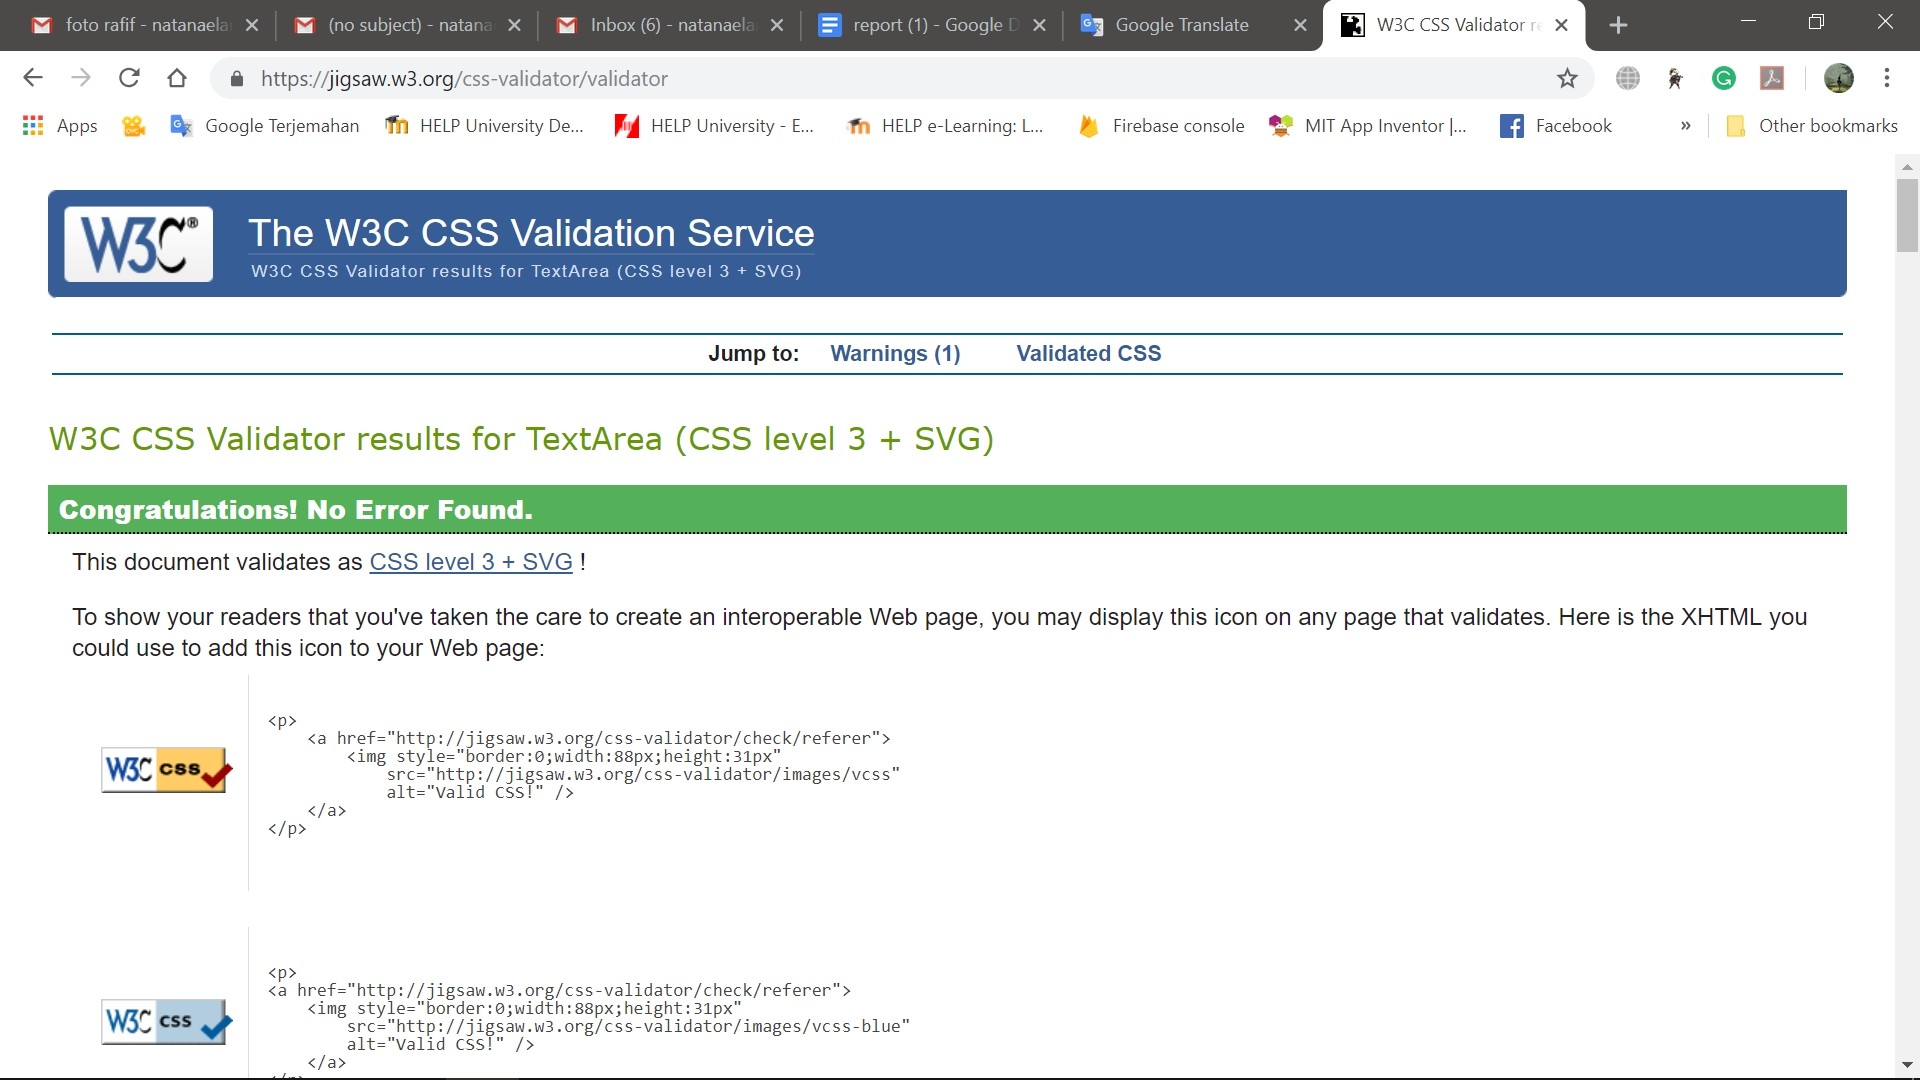 foto rafif - natanaela
(no subject) - natana
Inbox (6) - natanaela
report (1) - Google D
Google Translate
W3C CSS Validator re
https://jigsaw.w3.org/css-validator/validator
Apps
Google Terjemahan
HELP University De...
HELP University - E...
HELP e-Learning: L...
Firebase console
MIT App Inventor |...
Facebook
»
Other bookmarks
W3C®
The W3C CSS Validation Service
W3C CSS Validator results for TextArea (CSS level 3 + SVG)
Jump to: Warnings (1) Validated CSS
W3C CSS Validator results for TextArea (CSS level 3 + SVG)
Congratulations! No Error Found.
This document validates as CSS level 3 + SVG !
To show your readers that you've taken the care to create an interoperable Web page, you may display this icon on any page that validates. Here is the XHTML you
could use to add this icon to your Web page:
W3C css
<p>
<a href="http://jigsaw.w3.org/css-validator/check/referer">
<img style="border:0;width:88px;height:31px"
src="http://jigsaw.w3.org/css-validator/images/vcss"
alt="Valid CSS!" />
</a>
</p>
W3C css
<p>
<a href="http://jigsaw.w3.org/css-validator/check/referer">
<img style="border:0;width:88px;height:31px"
src="http://jigsaw.w3.org/css-validator/images/vcss-blue"
alt="Valid CSS!" />
</a>